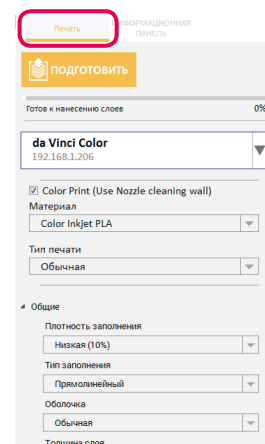 Печать
ИНФОРМАЦИОННАЯ
ПАНЕЛЬ
ПОДГОТОВИТЬ
Готов к нанесению слоев 0%
da Vinci Color
192.168.1.206
Color Print (Use Nozzle cleaning wall)
Материал
Color Inkjet PLA
Тип печати
Обычная
Общие
Плотность заполнения
Низкая (10%)
Тип заполнения
Прямолинейный
Оболочка
Обычная
Толщина слоя